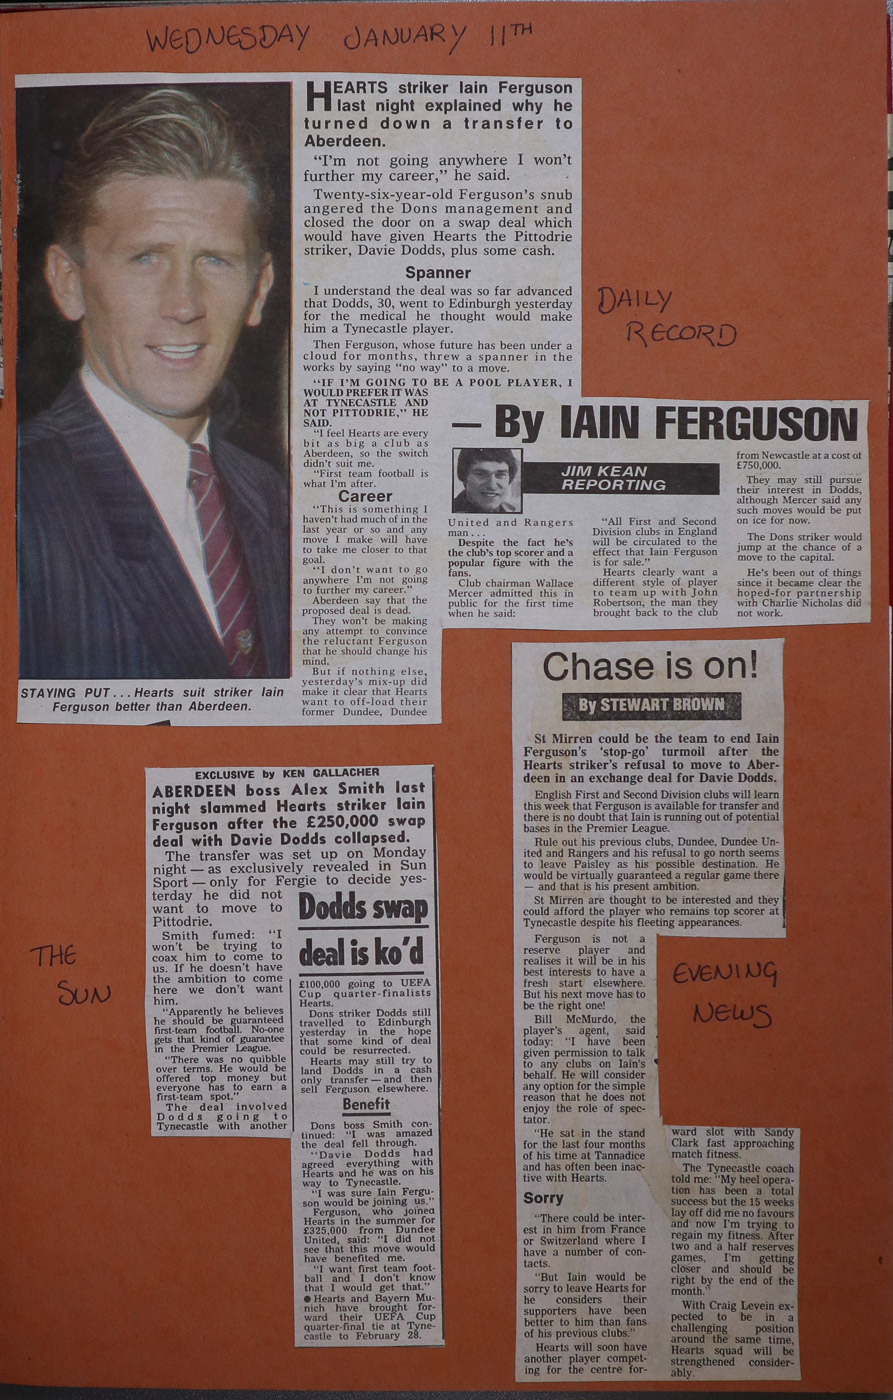 WEDNESDAY JANUARY 11TH
HEARTS striker Iain Ferguson
last night explained why he
turned down a transfer to
Aberdeen.
"I'm not going anywhere I won't
further my career," he said.
Twenty-six-year-old Ferguson's snub
angered the Dons management and
closed the door on a swap deal which
would have given Hearts the Pittodrie
striker, Davie Dodds, plus some cash.
Spanner
I understand the deal was so far advanced
that Dodds, 30, went to Edinburgh yesterday
for the medical he thought would make
him a Tynecastle player.
Then Ferguson, whose future has been under a
cloud for months, threw a spanner in the
works by saying "no way" to a move.
"IF I'M GOING TO BE A POOL PLAYER, I
WOULD PREFER IT WAS
AT TYNECASTLE AND
NOT PITTODRIE," HE
SAID.
"I feel Hearts are every
bit as big a club as
Aberdeen, so the switch
didn't suit me.
"First team football is
what I'm after.
Career
"This is something I
haven't had much of in the
last year or so and any
move I make will have
to take me closer to that
goal.
"I don't want to go
anywhere I'm not going
to further my career."
Aberdeen say that the
proposed deal is dead.
They won't be making
any attempt to convince
the reluctant Ferguson
that he should change his
mind.
But if nothing else,
yesterday's mix-up did
make it clear that Hearts
want to off-load their
former Dundee, Dundee
STAYING PUT . . . Hearts suit striker Iain
Ferguson better than Aberdeen.
DAILY
RECORD
— By IAIN FERGUSON
JIM KEAN
REPORTING
United and Rangers
man . . .
Despite the fact he's
the club's top scorer and a
popular figure with the
fans.
Club chairman Wallace
Mercer admitted this in
public for the first time
when he said:
"All First and Second
Division clubs in England
will be circulated to the
effect that Iain Ferguson
is for sale."
Hearts clearly want a
different style of player
to team up with John
Robertson, the man they
brought back to the club
from Newcastle at a cost of
£750,000.
They may still pursue
their interest in Dodds,
although Mercer said any
such moves would be put
on ice for now.
The Dons striker would
jump at the chance of a
move to the capital.
He's been out of things
since it became clear the
hoped-for partnership
with Charlie Nicholas did
not work.
Chase is on!
By STEWART BROWN
St Mirren could be the team to end Iain
Ferguson's 'stop-go' turmoil after the
Hearts striker's refusal to move to Aber-
deen in an exchange deal for Davie Dodds.
English First and Second Division clubs will learn
this week that Ferguson is available for transfer and
there is no doubt that Iain is running out of potential
bases in the Premier League.
Rule out his previous clubs, Dundee, Dundee Un-
ited and Rangers and his refusal to go north seems
to leave Paisley as his possible destination. He
would be virtually guaranteed a regular game there
— and that is his present ambition.
St Mirren are thought to be interested and they
could afford the player who remains top scorer at
Tynecastle despite his fleeting appearances.
Ferguson is not a
reserve player and
realises it will be in his
best interests to have a
fresh start elsewhere.
But his next move has to
be the right one!
Bill McMurdo, the
player's agent, said
today: "I have been
given permission to talk
to any clubs on Iain's
behalf. He will consider
any option for the simple
reason that he does not
enjoy the role of spec-
tator.
"He sat in the stand
for the last four months
of his time at Tannadice
and has often been inac-
tive with Hearts.
Sorry
"There could be inter-
est in him from France
or Switzerland where I
have a number of con-
tacts.
"But Iain would be
sorry to leave Hearts for
he considers their
supporters have been
better to him than fans
of his previous clubs."
Hearts will soon have
another player compet-
ing for the centre for-
ward slot with Sandy
Clark fast approaching
match fitness.
The Tynecastle coach
told me: "My heel opera-
tion has been a total
success but the 15 weeks
lay off did me no favours
and now I'm trying to
regain my fitness. After
two and a half reserves
games, I'm getting
closer and should be
right by the end of the
month."
With Craig Levein ex-
pected to be in a
challenging position
around the same time,
Hearts squad will be
strengthened consider-
ably.
EVENING
NEWS
EXCLUSIVE by KEN GALLACHER
ABERDEEN boss Alex Smith last
night slammed Hearts striker Iain
Ferguson after the £250,000 swap
deal with Davie Dodds collapsed.
The transfer was set up on Monday
night — as exclusively revealed in Sun
Sport — only for Fergie to decide yes-
terday he did not
want to move to
Pittodrie.
Smith fumed: "I
won't be trying to
coax him to come to
us. If he doesn't have
the ambition to come
here we don't want
him.
"Apparently he believes
he should be guaranteed
first-team football. No-one
gets that kind of guarantee
in the Premier League.
"There was no quibble
over terms. He would be
offered top money but
everyone has to earn a
first-team spot."
The deal involved
Dodds going to
Tynecastle with another
Dodds swap
deal is ko'd
£100,000 going to UEFA
Cup quarter-finalists
Hearts.
Dons striker Dodds still
travelled to Edinburgh
yesterday in the hope
that some kind of deal
could be resurrected.
Hearts may still try to
land Dodds in a cash
only transfer — and then
sell Ferguson elsewhere.
Benefit
Dons boss Smith con-
tinued: "I was amazed
the deal fell through.
"Davie Dodds had
agreed everything with
Hearts and he was on his
way to Tynecastle.
"I was sure Iain Fergu-
son would be joining us."
Ferguson, who joined
Hearts in the summer for
£325,000 from Dundee
United, said: "I did not
see that this move would
have benefited me.
"I want first team foot-
ball and I don't know
that I would get that."
● Hearts and Bayern Mu-
nich have brought for-
ward their UEFA Cup
quarter-final tie at Tyne-
castle to February 28.
THE
SUN